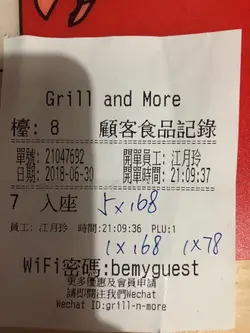 Grill and More
檯: 8 顧客食品記錄
單號: 21047692 開單員工: 江月玲
日期: 2018-06-30 開單時間: 21:09:37
7 入座 5x168
員工: 江月玲 時間:21:09:36 PLU:1
1x168 1x78
WiFi密碼:bemyguest
更多優惠及會員申請
請即關注我們Wechat
Wechat ID:grill-n-more